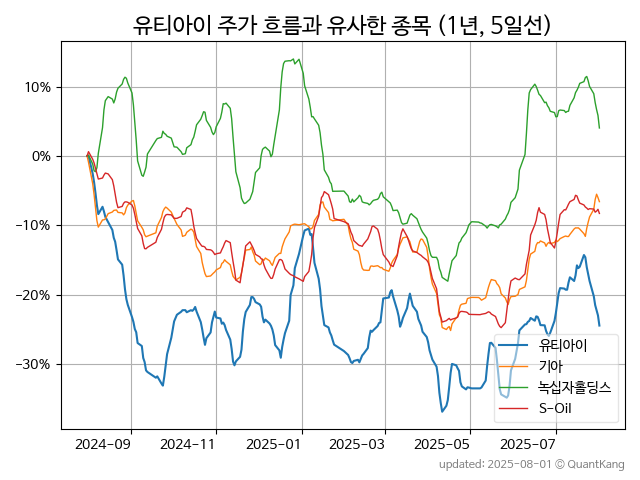 유티아이 주가 흐름과 유사한 종목 (1년, 5일선)
10%
0%
−10%
−20%
−30%
유티아이
기아
녹십자홀딩스
S-Oil
2024-09 2024-11 2025-01 2025-03 2025-05 2025-07
updated: 2025-08-01 © QuantKang